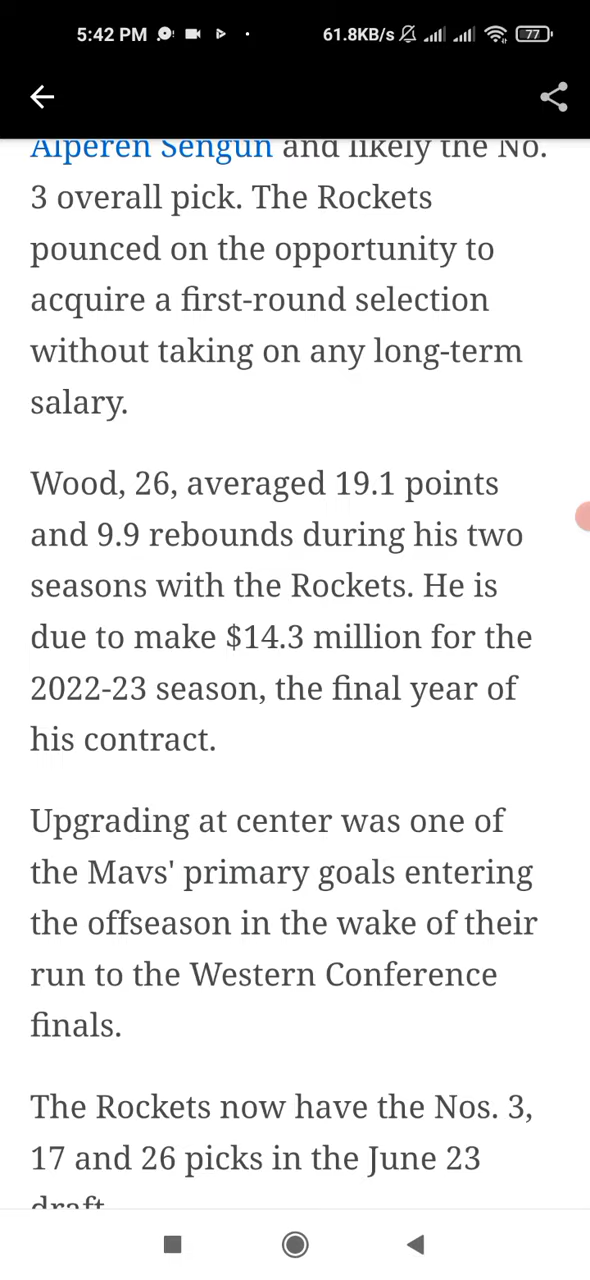 5:42 PM 61.8KB/s 77
Alperen Sengun and likely the No.
3 overall pick. The Rockets
pounced on the opportunity to
acquire a first-round selection
without taking on any long-term
salary.
Wood, 26, averaged 19.1 points
and 9.9 rebounds during his two
seasons with the Rockets. He is
due to make $14.3 million for the
2022-23 season, the final year of
his contract.
Upgrading at center was one of
the Mavs' primary goals entering
the offseason in the wake of their
run to the Western Conference
finals.
The Rockets now have the Nos. 3,
17 and 26 picks in the June 23
draft